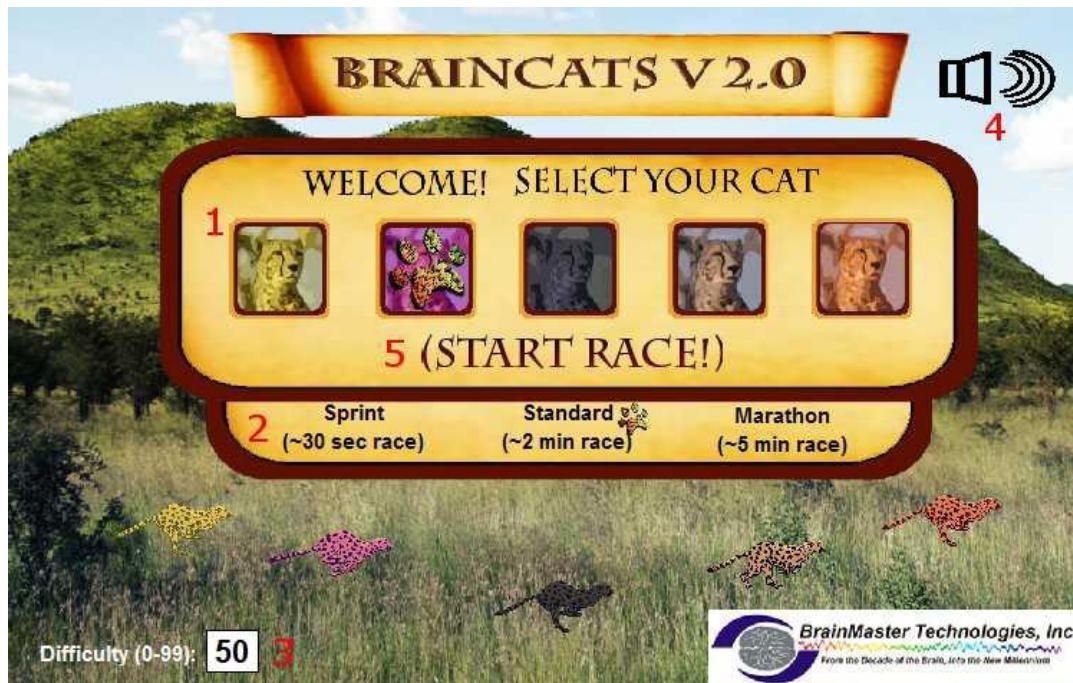 BRAINCATS V 2.0
4
WELCOME! SELECT YOUR CAT
1
5 (START RACE!)
2
Sprint
(~30 sec race)
Standard
(~2 min race)
Marathon
(~5 min race)
Difficulty (0-99): 50 3
BrainMaster Technologies, Inc
From the Decade of the Brain, Into the New Millennium